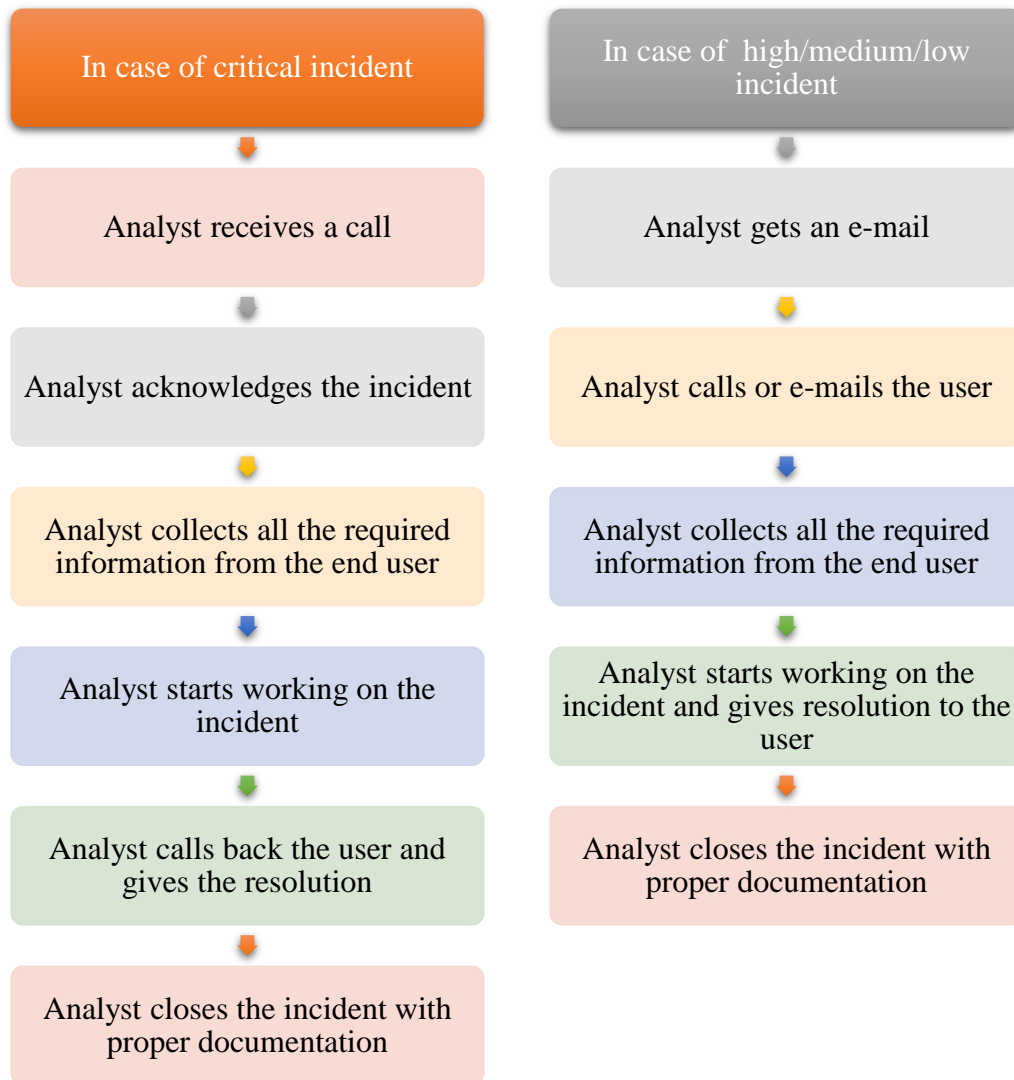 In case of critical incident
Analyst receives a call
Analyst acknowledges the incident
Analyst collects all the required
information from the end user
Analyst starts working on the
incident
Analyst calls back the user and
gives the resolution
Analyst closes the incident with
proper documentation
In case of  high/medium/low
incident
Analyst gets an e-mail
Analyst calls or e-mails the user
Analyst collects all the required
information from the end user
Analyst starts working on the
incident and gives resolution to the
user
Analyst closes the incident with
proper documentation